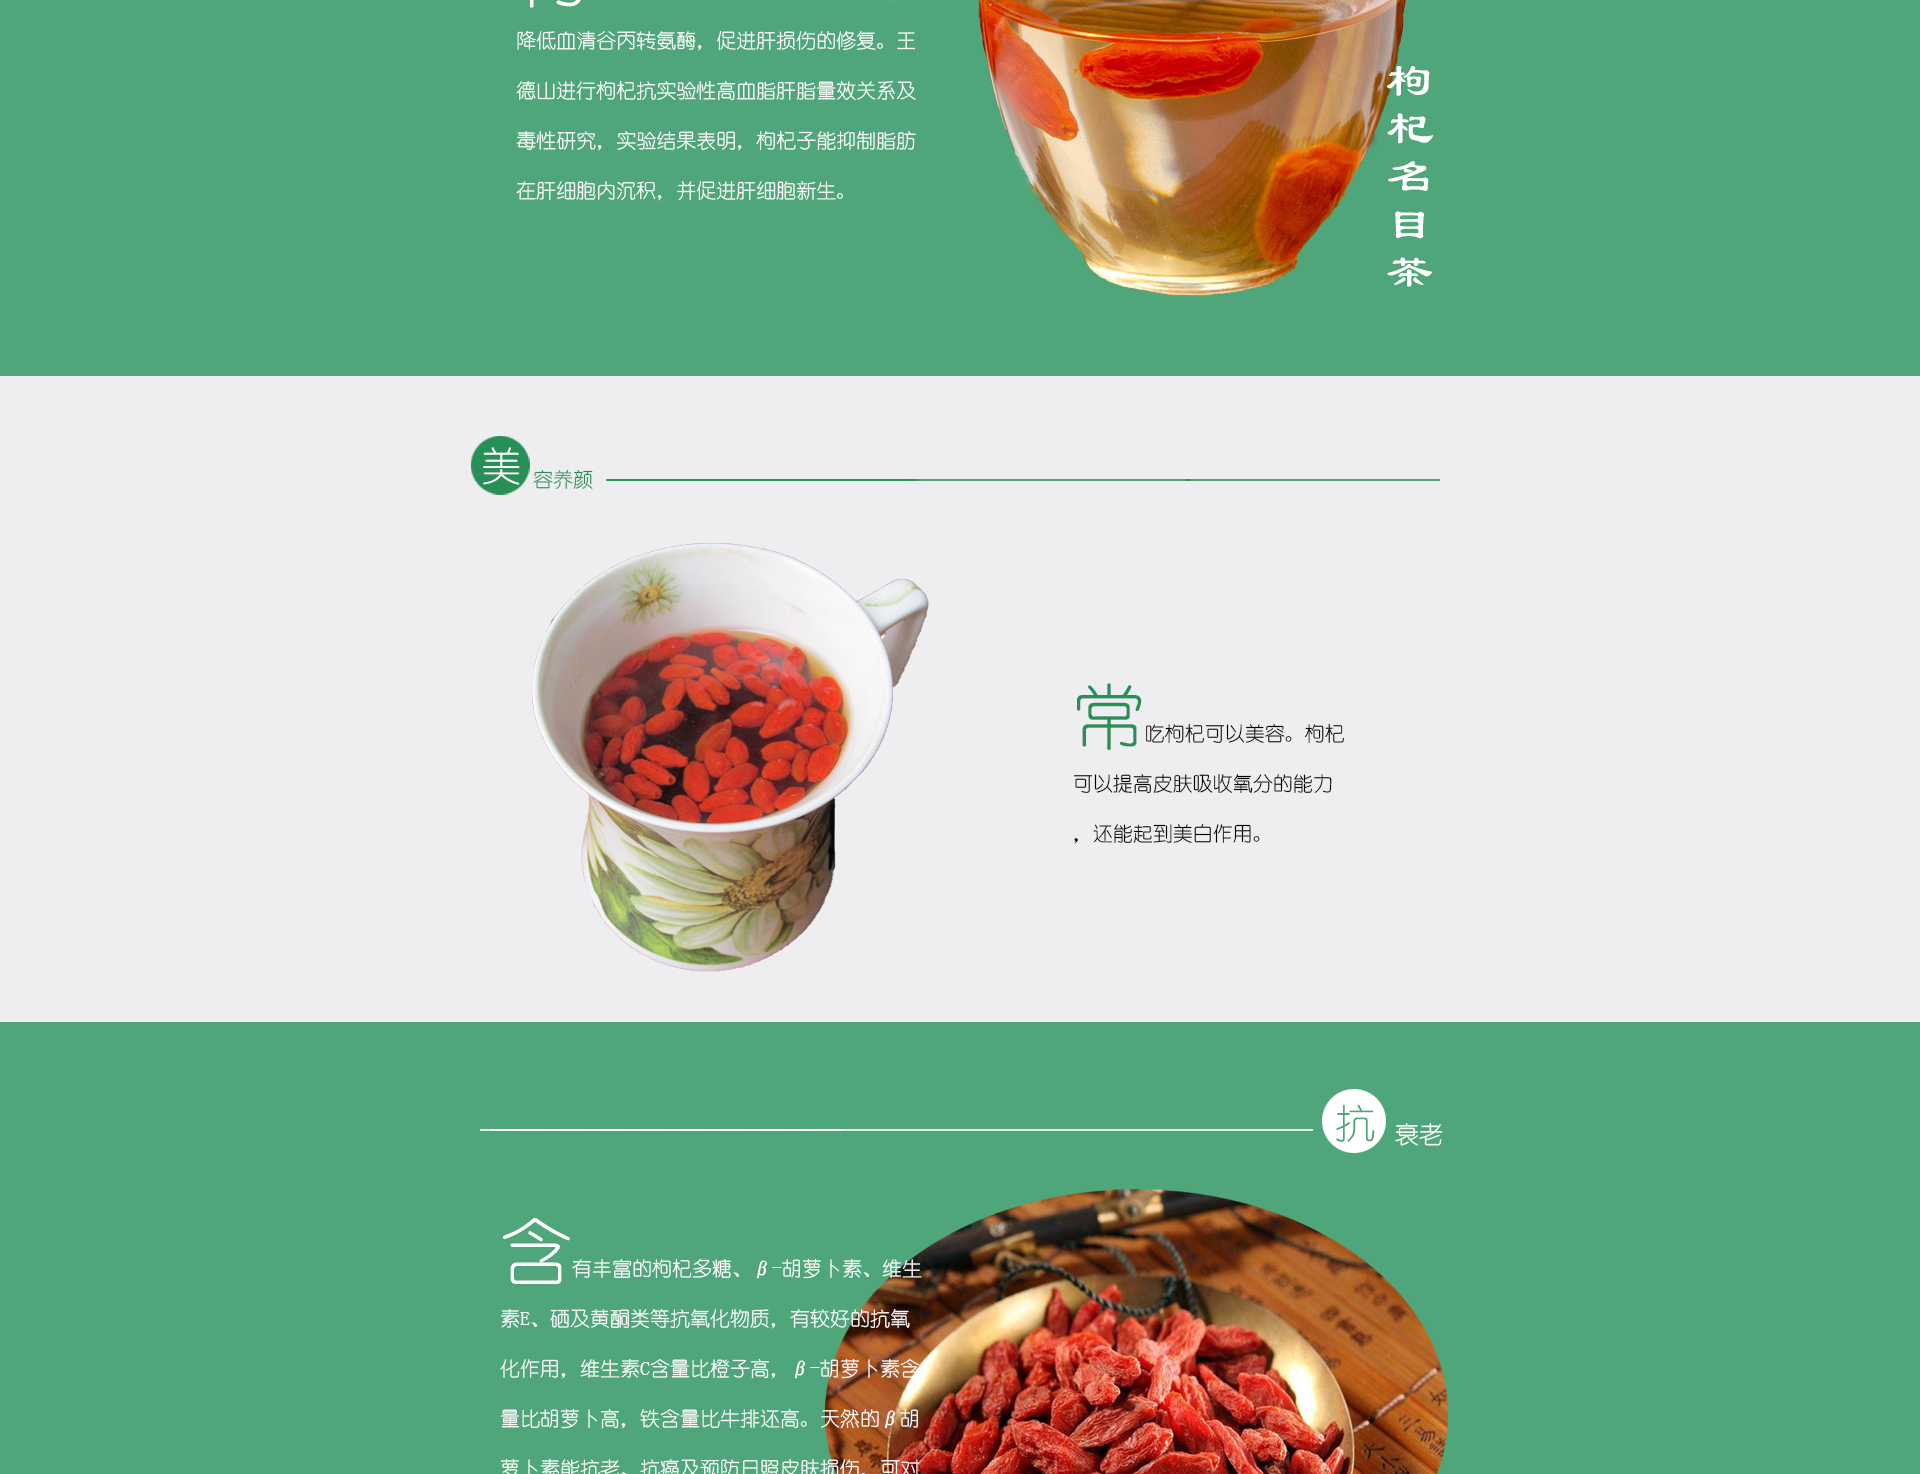 降低血清谷丙转氨酶，促进肝损伤的修复。王
德山进行枸杞抗实验性高血脂肝脂量效关系及
毒性研究，实验结果表明，枸杞子能抑制脂肪
在肝细胞内沉积，并促进肝细胞新生。
枸杞名目茶
美容养颜
常吃枸杞可以美容。枸杞
可以提高皮肤吸收氧分的能力
，还能起到美白作用。
抗衰老
含有丰富的枸杞多糖、β-胡萝卜素、维生
素E、硒及黄酮类等抗氧化物质，有较好的抗氧
化作用，维生素C含量比橙子高，β-胡萝卜素含
量比胡萝卜高，铁含量比牛排还高。天然的β胡
萝卜素能抗老、抗癌及预防日照皮肤损伤，可对